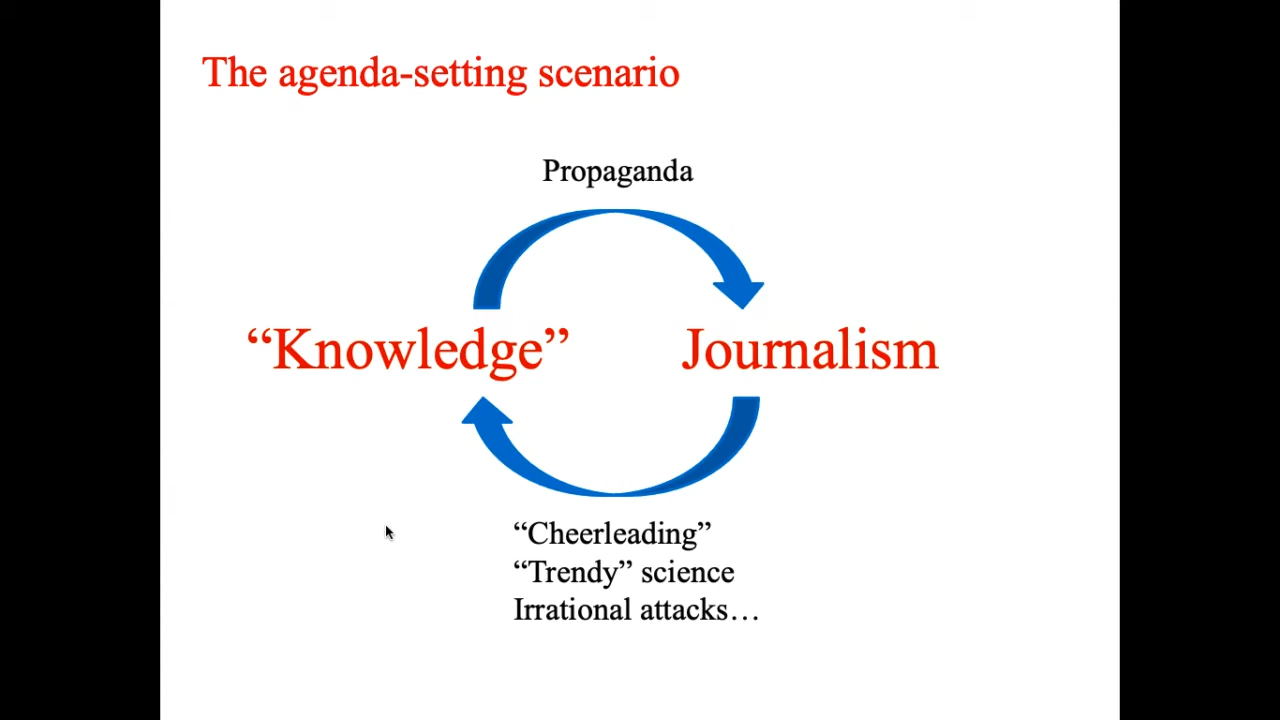 The agenda-setting scenario
Propaganda
“Knowledge” Journalism
“Cheerleading”
“Trendy” science
Irrational attacks…